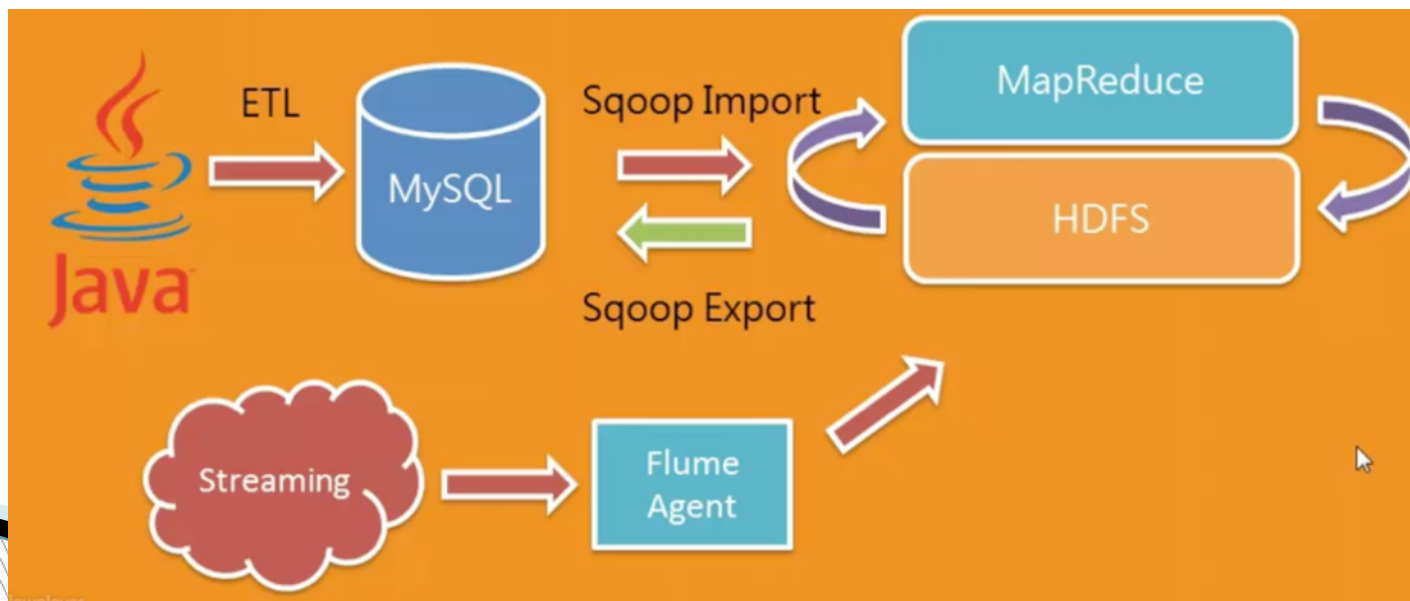 ETL
Java
MySQL
Sqoop Import
Sqoop Export
MapReduce
HDFS
Streaming
Flume
Agent